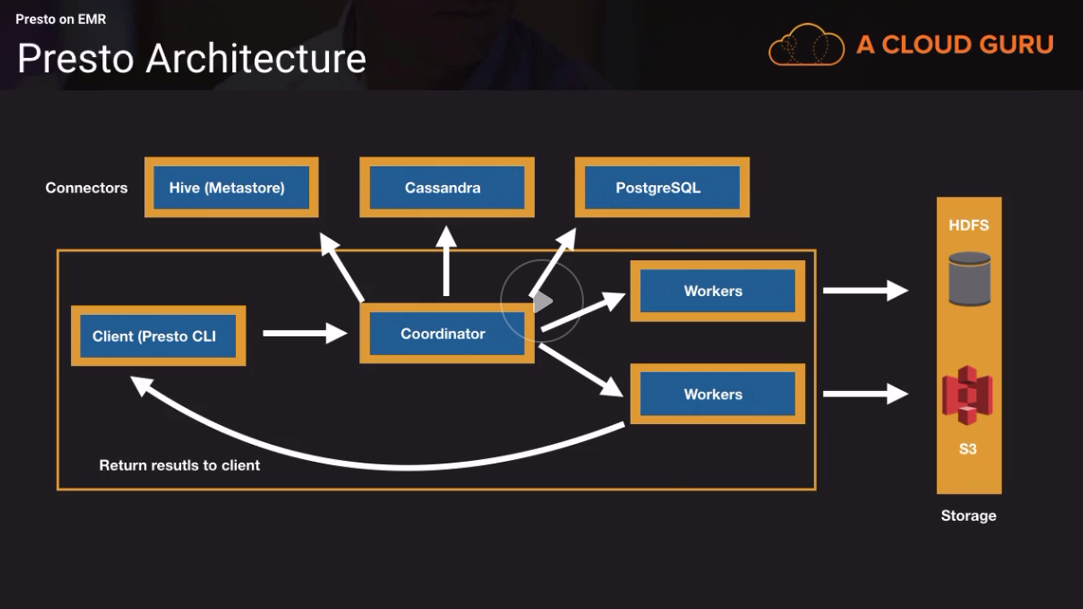 Presto on EMR
Presto Architecture
A CLOUD GURU
Connectors
Hive (Metastore)
Cassandra
PostgreSQL
HDFS
Workers
Client (Presto CLI
Coordinator
Workers
Return resutls to client
S3
Storage